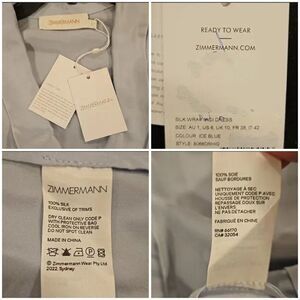 ZIMMERMANN
ZIMMERMANN
READY TO WEAR
ZIMMERMANN.COM
SILK WRAP MIDI DRESS
SIZE: AU 1, US 6, UK 10, FR 38, IT 42
COLOUR: ICE BLUE
ZIMMERMANN
100% SILK
EXCLUSIVE OF TRIMS
DRY CLEAN ONLY CODE P
WITH PROTECTIVE BAG
COOL IRON ON REVERSE
DO NOT SPOT CLEAN
MADE IN CHINA
© Zimmermann Wear Pty Ltd
2022, Sydney
100% SOIE
SAUF BORDURES
NETTOYAGE À SEC
UNIQUEMENT CODE P AVEC
HOUSSE DE PROTECTION
REPASSAGE DOUX SUR
L'ENVERS
NE PAS DETACHER
FABRIQUÉ EN CHINE
RN# 66170
CA# 32054